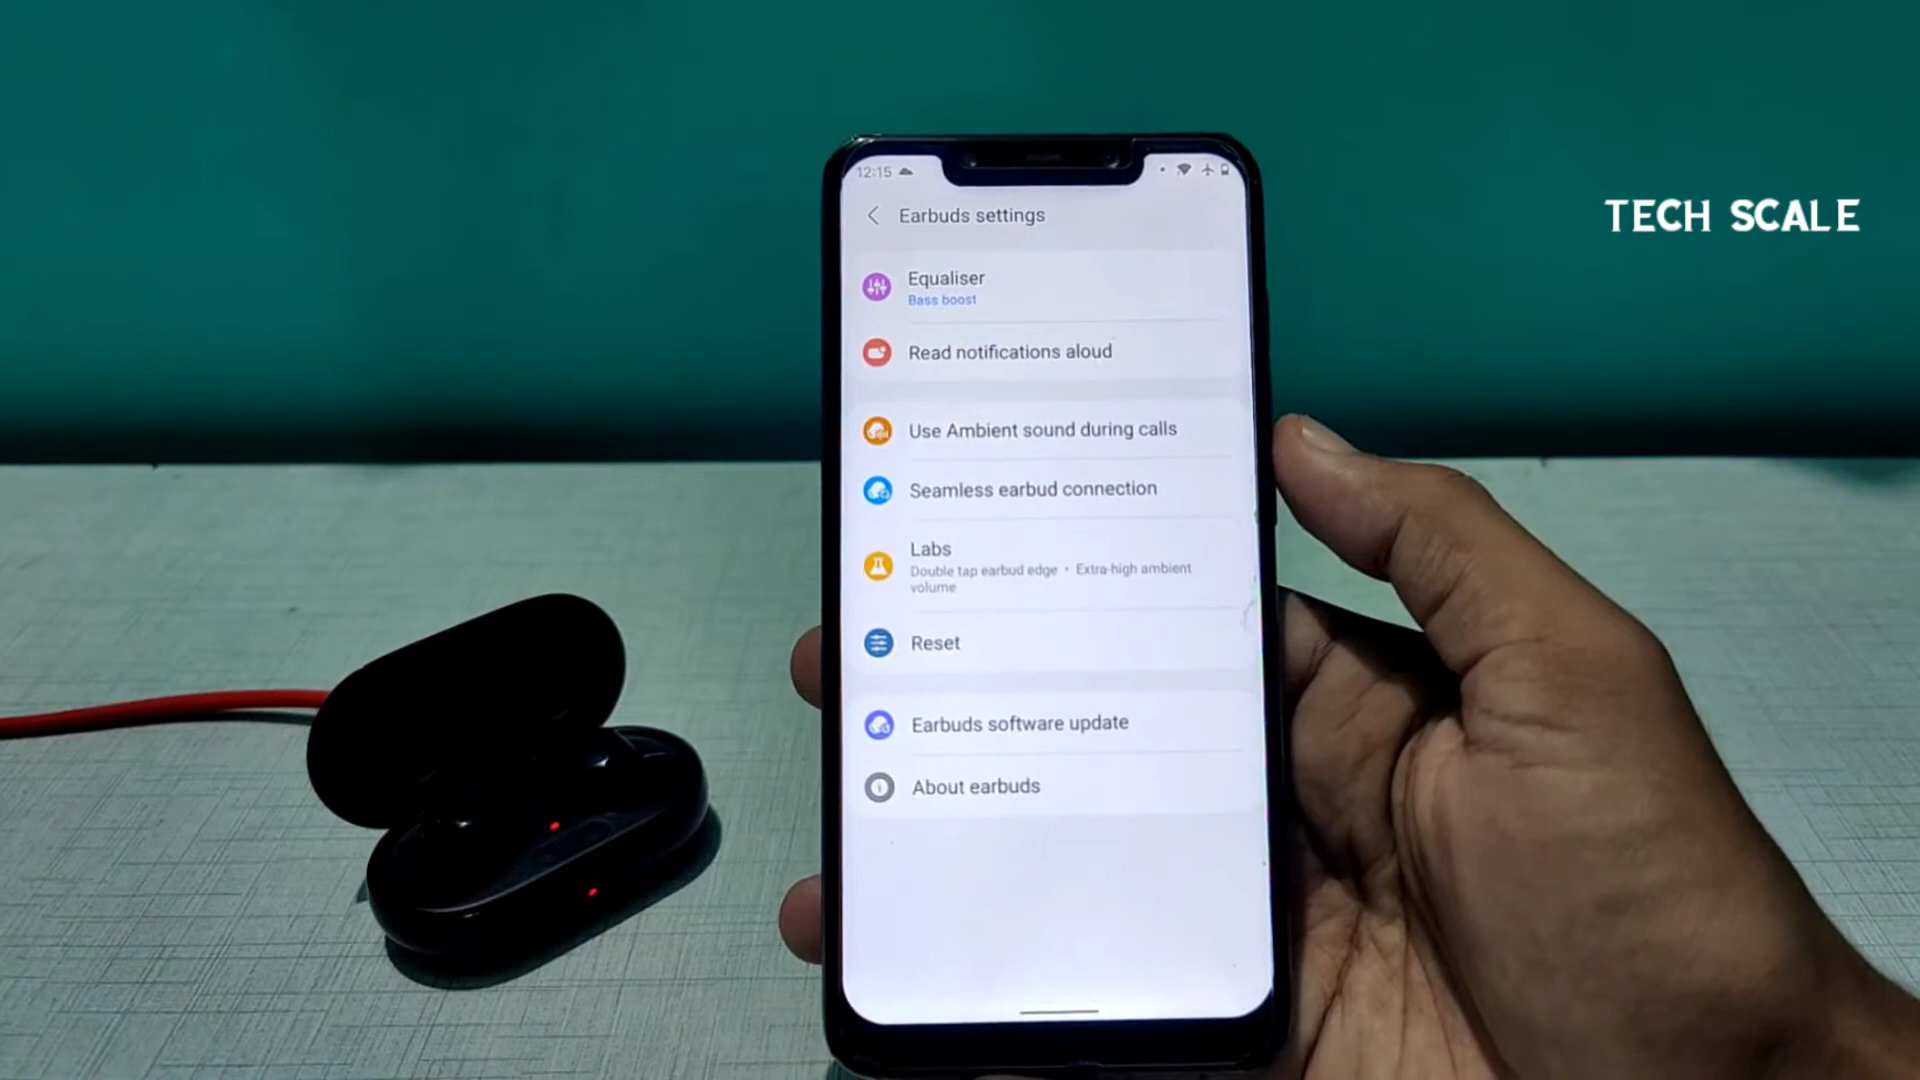 12:15
Earbuds settings
TECH SCALE
Equaliser
Bass boost
Read notifications aloud
Use Ambient sound during calls
Seamless earbud connection
Labs
Double tap earbud edge • Extra-high ambient
volume
Reset
Earbuds software update
About earbuds